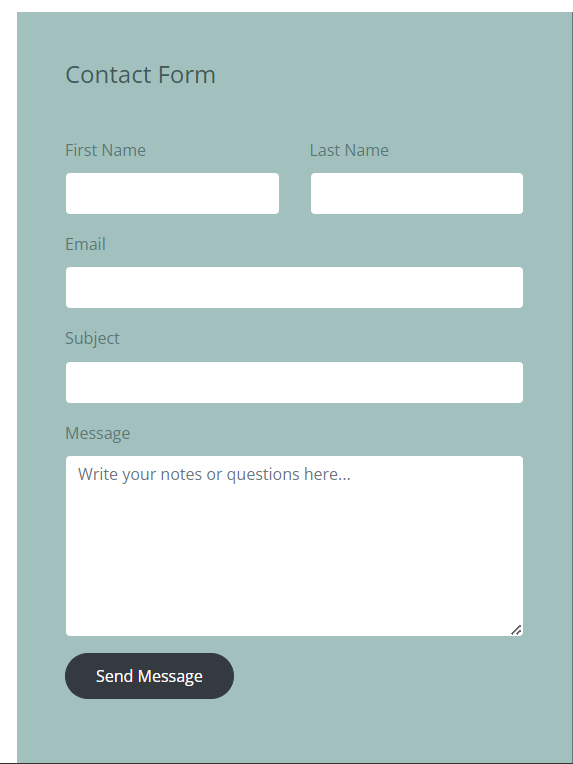 Contact Form
First Name
Last Name
Email
Subject
Message
Write your notes or questions here...
Send Message